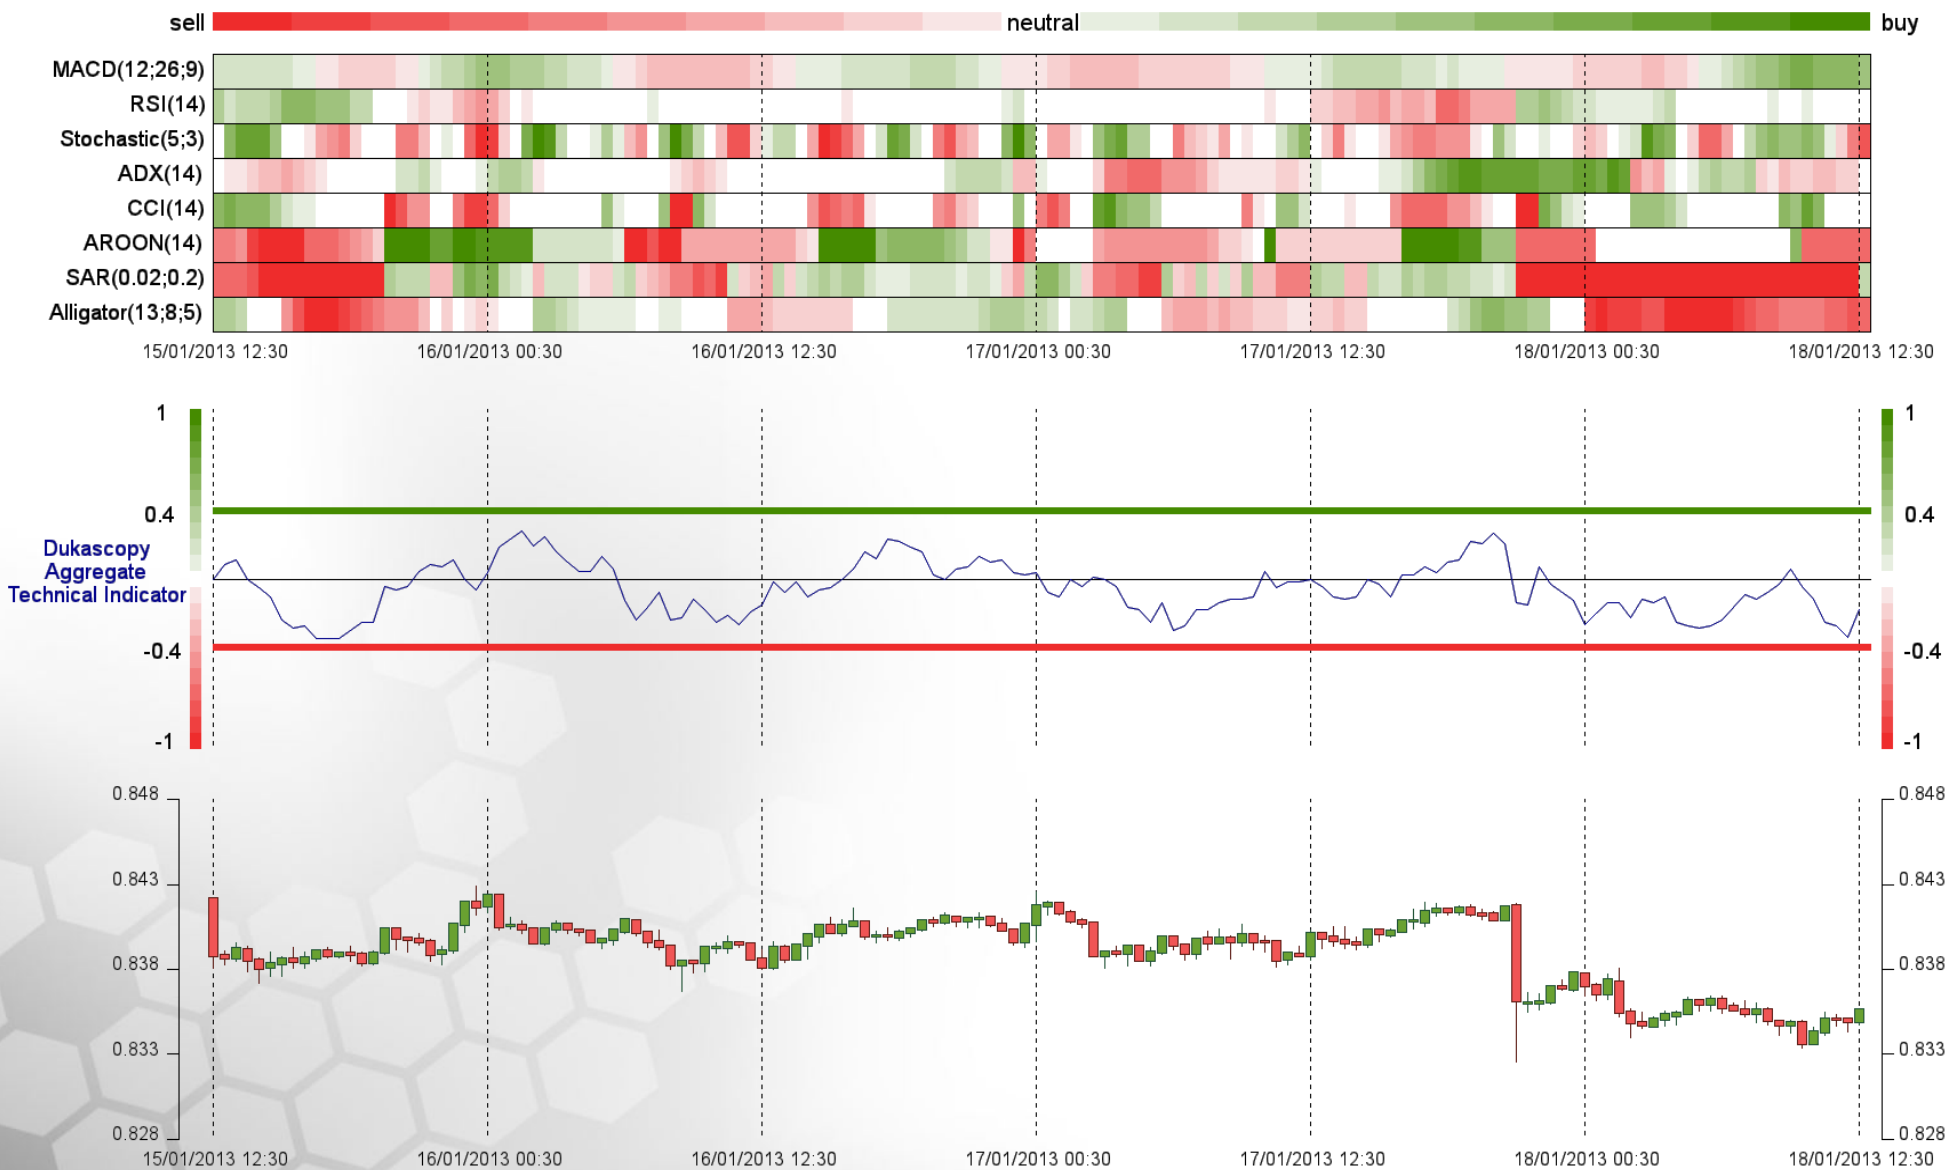 sell neutral buy
MACD(12;26;9)
RSI(14)
Stochastic(5;3)
ADX(14)
CCI(14)
AROON(14)
SAR(0.02;0.2)
Alligator(13;8;5)
15/01/2013 12:30 16/01/2013 00:30 16/01/2013 12:30 17/01/2013 00:30 17/01/2013 12:30 18/01/2013 00:30 18/01/2013 12:30
1 1
0.4 0.4
Dukascopy
Aggregate
Technical Indicator
-0.4 -0.4
-1 -1
0.848 0.848
0.843 0.843
0.838 0.838
0.833 0.833
0.828 0.828
15/01/2013 12:30 16/01/2013 00:30 16/01/2013 12:30 17/01/2013 00:30 17/01/2013 12:30 18/01/2013 00:30 18/01/2013 12:30